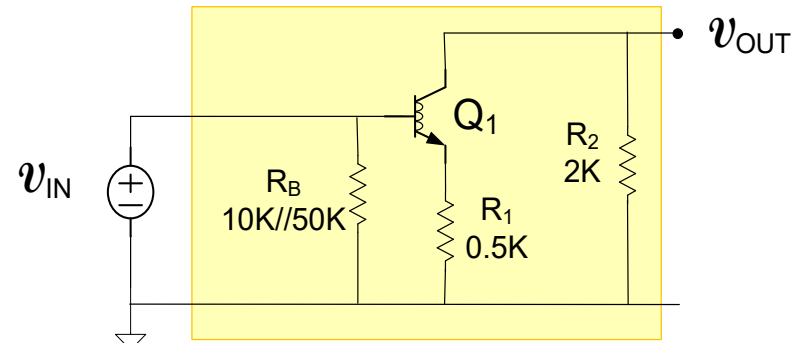 v_OUT
Q₁
R₂
2K
v_IN
R_B
10K//50K
R₁
0.5K